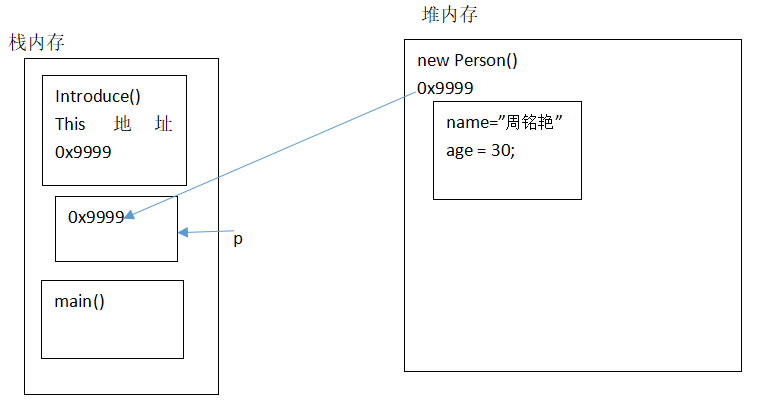 堆内存
栈内存
new Person()
0x9999
name=”周铭艳”
age = 30;
Introduce()
This 地 址
0x9999
0x9999
p
main()